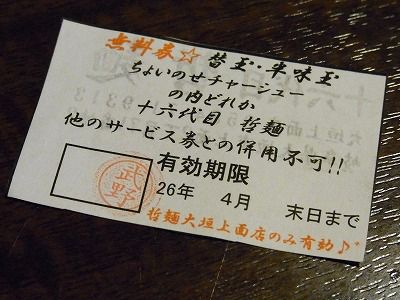 無料券☆ 替玉・半味玉
ちょいのせチャーシュー
の内どれか
十六代目 哲麺
他のサービス券との併用不可!!
有効期限
武野
26年 4月 末日まで
哲麺大垣上面店のみ有効♪